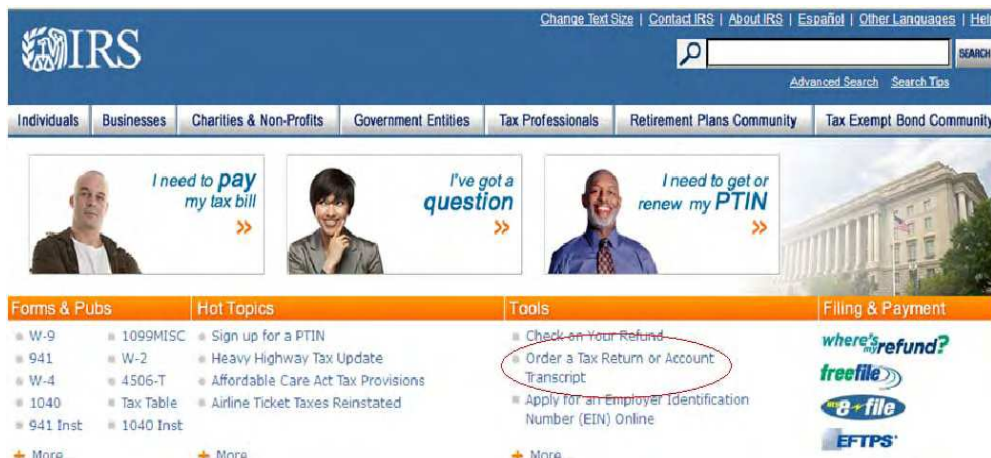 Change Text Size | Contact IRS | About IRS | Español | Other Languages | Help
IRS
SEARCH
Advanced Search Search Tips
Individuals Businesses Charities & Non-Profits Government Entities Tax Professionals Retirement Plans Community Tax Exempt Bond Community
I need to pay
my tax bill
»
I've got a
question
»
I need to get or
renew my PTIN
»
Forms & Pubs
W-9
941
W-4
1040
941 Inst
1099MISC
W-2
4506-T
Tax Table
1040 Inst
+ More
Hot Topics
Sign up for a PTIN
Heavy Highway Tax Update
Affordable Care Act Tax Provisions
Airline Ticket Taxes Reinstated
+ More
Tools
Check on Your Refund
Order a Tax Return or Account
Transcript
Apply for an Employer Identification
Number (EIN) Online
+ More
Filing & Payment
where's my refund?
freefile
IRS e-file
EFTPS